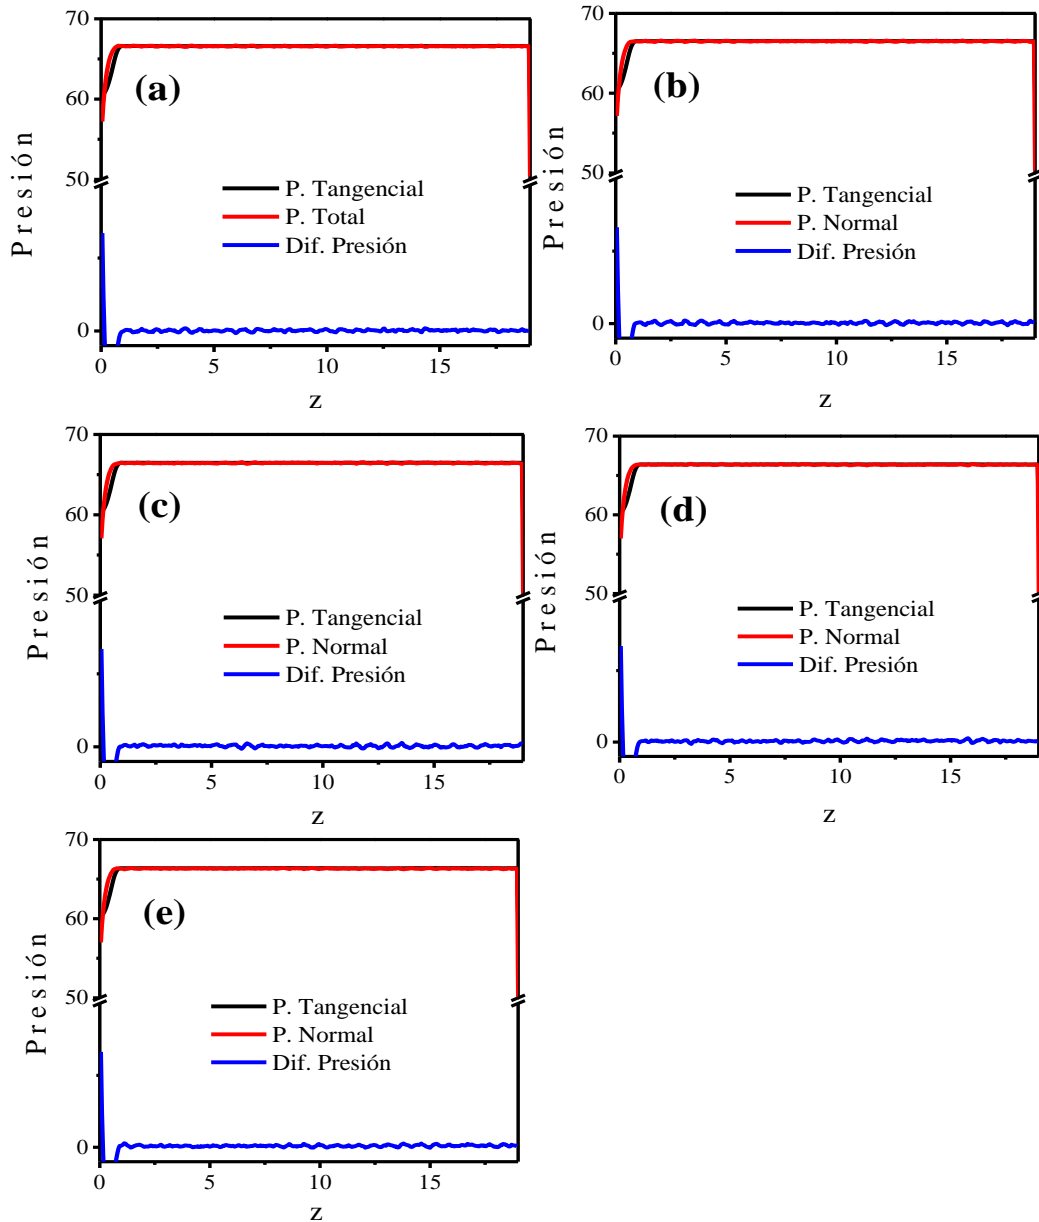 70
60
50
0
Presión
(a)
P. Tangencial
P. Total
Dif. Presión
0 5 10 15
z
70
60
50
0
Presión
(b)
P. Tangencial
P. Normal
Dif. Presión
0 5 10 15
z
70
60
50
0
Presión
(c)
P. Tangencial
P. Normal
Dif. Presión
0 5 10 15
z
70
60
50
0
Presión
(d)
P. Tangencial
P. Normal
Dif. Presión
0 5 10 15
z
70
60
50
0
Presión
(e)
P. Tangencial
P. Normal
Dif. Presión
0 5 10 15
z